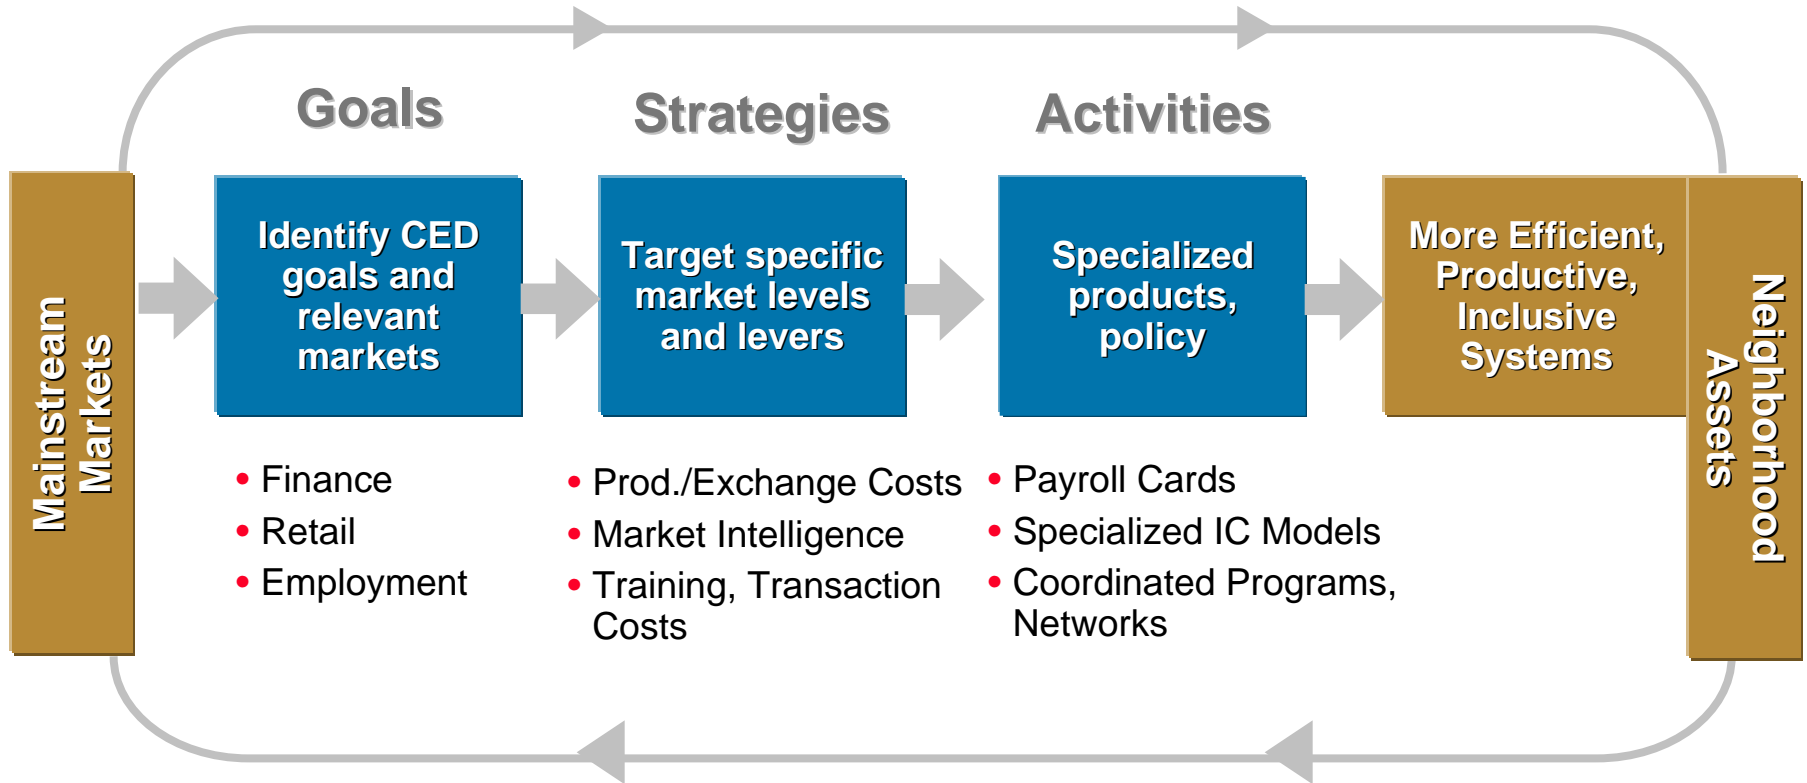 Goals
Strategies
Activities
Mainstream
Markets
Identify CED
goals and
relevant
markets
Target specific
market levels
and levers
Specialized
products,
policy
More Efficient,
Productive,
Inclusive
Systems
Neighborhood
Assets
• Finance
• Retail
• Employment
• Prod./Exchange Costs
• Market Intelligence
• Training, Transaction
Costs
• Payroll Cards
• Specialized IC Models
• Coordinated Programs,
Networks